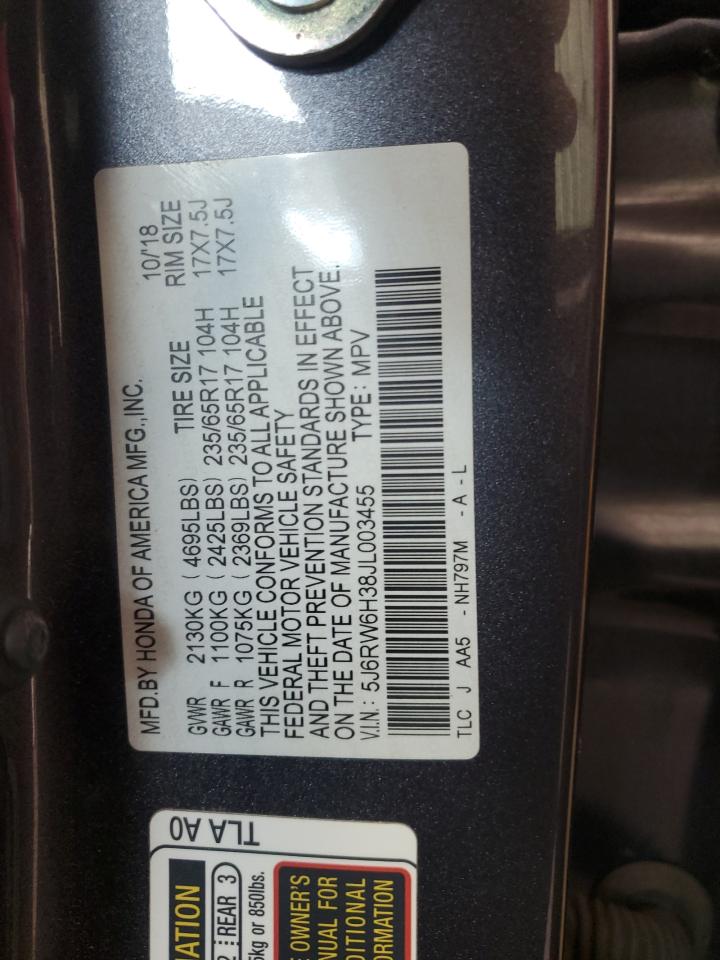 MFD.BY HONDA OF AMERICA MFG.,INC. 10/'18
TIRE SIZE RIM SIZE
GVWR 2130KG ( 4695LBS)
GAWR F 1100KG ( 2425LBS) 235/65R17 104H 17X7.5J
GAWR R 1075KG ( 2369LBS) 235/65R17 104H 17X7.5J
THIS VEHICLE CONFORMS TO ALL APPLICABLE
FEDERAL MOTOR VEHICLE SAFETY
AND THEFT PREVENTION STANDARDS IN EFFECT
ON THE DATE OF MANUFACTURE SHOWN ABOVE.
V.I.N.: 5J6RW6H38JL003455 TYPE: MPV
TLC J AA5 - NH797M - A - L
TLA A0
ATION
2 REAR 3
kg or 850lbs.
OWNER'S
NUAL FOR
DITIONAL
ORMATION